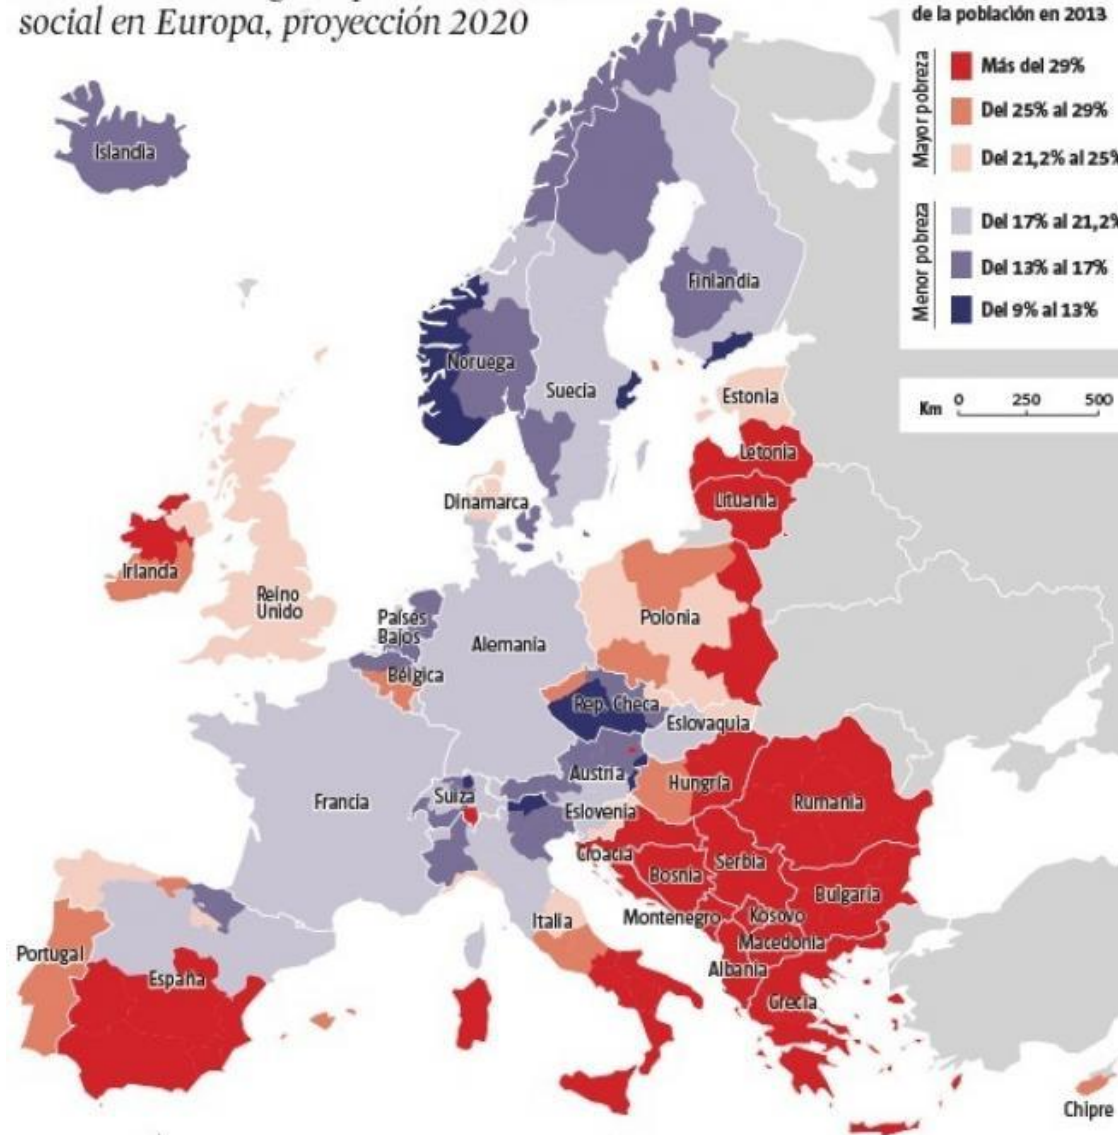 social en Europa, proyección 2020
de la población en 2013
Mayor pobreza
Más del 29%
Del 25% al 29%
Del 21,2% al 25%
Menor pobreza
Del 17% al 21,2%
Del 13% al 17%
Del 9% al 13%
Km 0 250 500
Islandia
Finlandia
Noruega
Suecia
Estonia
Letonia
Lituania
Dinamarca
Irlanda
Reino
Unido
Países
Bajos
Alemania
Polonia
Bélgica
Rep. Checa
Eslovaquia
Austria
Hungría
Francia
Suiza
Eslovenia
Rumania
Croacia
Serbia
Bosnia
Bulgaria
Italia
Montenegro
Kosovo
Macedonia
Portugal
España
Albania
Grecia
Chipre